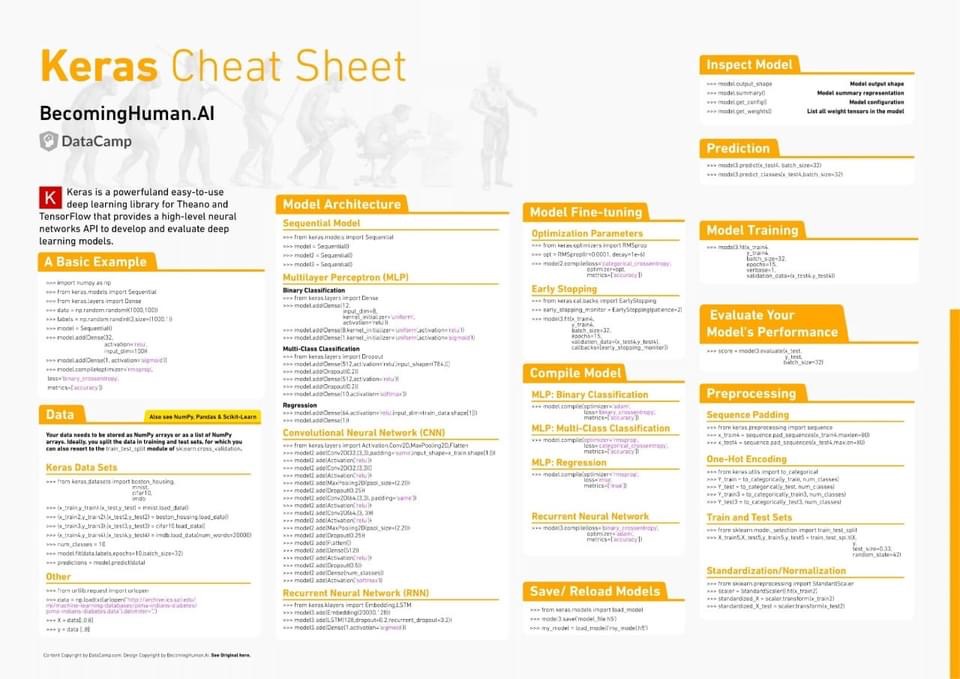 Keras Cheat Sheet
BecomingHuman.AI
DataCamp
K
Keras is a powerfuland easy-to-use
deep learning library for Theano and
TensorFlow that provides a high-level neural
networks API to develop and evaluate deep
learning models.
A Basic Example
>>> import numpy as np
>>> from keras.models import Sequential
>>> from keras.layers import Dense
>>> data = np.random.random((1000,100))
>>> model = Sequential()
>>> model.add(Dense(32,
activation='relu',
input_dim=100))
>>> model.add(Dense(1, activation='sigmoid'))
>>> model.compile(optimizer='rmsprop',
loss='binary_crossentropy',
metrics=['accuracy'])
Data
Also see NumPy, Pandas & Scikit-Learn
Your data needs to be stored as NumPy arrays or as a list of NumPy
arrays. Ideally, you split the data in training and test sets, for which you
can also resort to the train_test_split module of sklearn.cross_validation.
Keras Data Sets
>>> from keras.datasets import boston_housing,
mnist,
cifar10,
imdb
>>> (x_train,y_train),(x_test,y_test) = mnist.load_data()
>>> (x_train2,y_train2),(x_test2,y_test2) = boston_housing.load_data()
>>> (x_train3,y_train3),(x_test3,y_test3) = cifar10.load_data()
>>> (x_train4,y_train4),(x_test4,y_test4) = imdb.load_data(num_words=20000)
>>> num_classes = 10
>>> model.fit(data,labels,epochs=10,batch_size=32)
>>> predictions = model.predict(data)
Other
>>> from urllib.request import urlopen
>>> data = np.loadtxt(urlopen("http://archive.ics.uci.edu/
ml/machine-learning-databases/pima-indians-diabetes/
pima-indians-diabetes.data"),delimiter=",")
>>> X = data[:,0:8]
>>> y = data [:,8]
Content Copyright by DataCamp.com. Design Copyright by BecomingHuman.Ai. See Original here.
Model Architecture
Sequential Model
>>> from keras.models import Sequential
>>> model = Sequential()
>>> model2 = Sequential()
>>> model3 = Sequential()
Multilayer Perceptron (MLP)
Binary Classification
>>> from keras.layers import Dense
>>> model.add(Dense(12,
input_dim=8,
kernel_initializer='uniform',
activation='relu'))
>>> model.add(Dense(8,kernel_initializer='uniform',activation='relu'))
>>> model.add(Dense(1,kernel_initializer='uniform',activation='sigmoid'))
Multi-Class Classification
>>> from keras.layers import Dropout
>>> model.add(Dense(512,activation='relu',input_shape=(784,)))
>>> model.add(Dropout(0.2))
>>> model.add(Dense(512,activation='relu'))
>>> model.add(Dropout(0.2))
>>> model.add(Dense(10,activation='softmax'))
Regression
>>> model.add(Dense(64,activation='relu',input_dim=train_data.shape[1]))
>>> model.add(Dense(1))
Convolutional Neural Network (CNN)
>>> from keras.layers import Activation,Conv2D,MaxPooling2D,Flatten
>>> model2.add(Conv2D(32,(3,3),padding='same',input_shape=x_train.shape[1:]))
>>> model2.add(Activation('relu'))
>>> model2.add(Conv2D(32,(3,3)))
>>> model2.add(Activation('relu'))
>>> model2.add(MaxPooling2D(pool_size=(2,2)))
>>> model2.add(Dropout(0.25))
>>> model2.add(Conv2D(64,(3,3), padding='same'))
>>> model2.add(Activation('relu'))
>>> model2.add(Conv2D(64,(3, 3)))
>>> model2.add(Activation('relu'))
>>> model2.add(MaxPooling2D(pool_size=(2,2)))
>>> model2.add(Dropout(0.25))
>>> model2.add(Flatten())
>>> model2.add(Dense(512))
>>> model2.add(Activation('relu'))
>>> model2.add(Dropout(0.5))
>>> model2.add(Dense(num_classes))
>>> model2.add(Activation('softmax'))
Recurrent Neural Network (RNN)
>>> from keras.klayers import Embedding,LSTM
>>> model3.add(Embedding(20000,128))
>>> model3.add(LSTM(128,dropout=0.2,recurrent_dropout=0.2))
>>> model3.add(Dense(1,activation='sigmoid'))
Model Fine-tuning
Optimization Parameters
>>> from keras.optimizers import RMSprop
>>> opt = RMSprop(lr=0.0001, decay=1e-6)
>>> model2.compile(loss='categorical_crossentropy',
optimizer=opt,
metrics=['accuracy'])
Early Stopping
>>> from keras.callbacks import EarlyStopping
>>> early_stopping_monitor = EarlyStopping(patience=2)
>>> model3.fit(x_train4,
y_train4,
batch_size=32,
epochs=15,
validation_data=(x_test4,y_test4),
callbacks=[early_stopping_monitor])
Compile Model
MLP: Binary Classification
>>> model.compile(optimizer='adam',
loss='binary_crossentropy',
metrics=['accuracy'])
MLP: Multi-Class Classification
>>> model.compile(optimizer='rmsprop',
loss='categorical_crossentropy',
metrics=['accuracy'])
MLP: Regression
>>> model.compile(optimizer='rmsprop',
loss='mse',
metrics=['mae'])
Recurrent Neural Network
>>> model3.compile(loss='binary_crossentropy',
optimizer='adam',
metrics=['accuracy'])
Save/ Reload Models
>>> from keras.models import load_model
>>> model3.save('model_file.h5')
>>> my_model = load_model('my_model.h5')
Inspect Model
>>> model.output_shape Model output shape
>>> model.summary() Model summary representation
>>> model.get_config() Model configuration
>>> model.get_weights() List all weight tensors in the model
Prediction
>>> model3.predict(x_test4, batch_size=32)
>>> model3.predict_classes(x_test4,batch_size=32)
Model Training
>>> model3.fit(x_train4,
y_train4,
batch_size=32,
epochs=15,
verbose=1,
validation_data=(x_test4,y_test4))
Evaluate Your
Model's Performance
>>> score = model3.evaluate(x_test,
y_test,
batch_size=32)
Preprocessing
Sequence Padding
>>> from keras.preprocessing import sequence
>>> x_train4 = sequence.pad_sequences(x_train4,maxlen=80)
>>> x_test4 = sequence.pad_sequences(x_test4,maxlen=80)
One-Hot Encoding
>>> from keras.utils import to_categorical
>>> Y_train = to_categorical(y_train, num_classes)
>>> Y_test = to_categorical(y_test, num_classes)
>>> Y_train3 = to_categorical(y_train3, num_classes)
>>> Y_test3 = to_categorical(y_test3, num_classes)
Train and Test Sets
>>> from sklearn.model_selection import train_test_split
>>> X_train5,X_test5,y_train5,y_test5 = train_test_split(X,
y,
test_size=0.33,
random_state=42)
Standardization/Normalization
>>> from sklearn.preprocessing import StandardScaler
>>> scaler = StandardScaler().fit(x_train2)
>>> standardized_X = scaler.transform(x_train2)
>>> standardized_X_test = scaler.transform(x_test2)